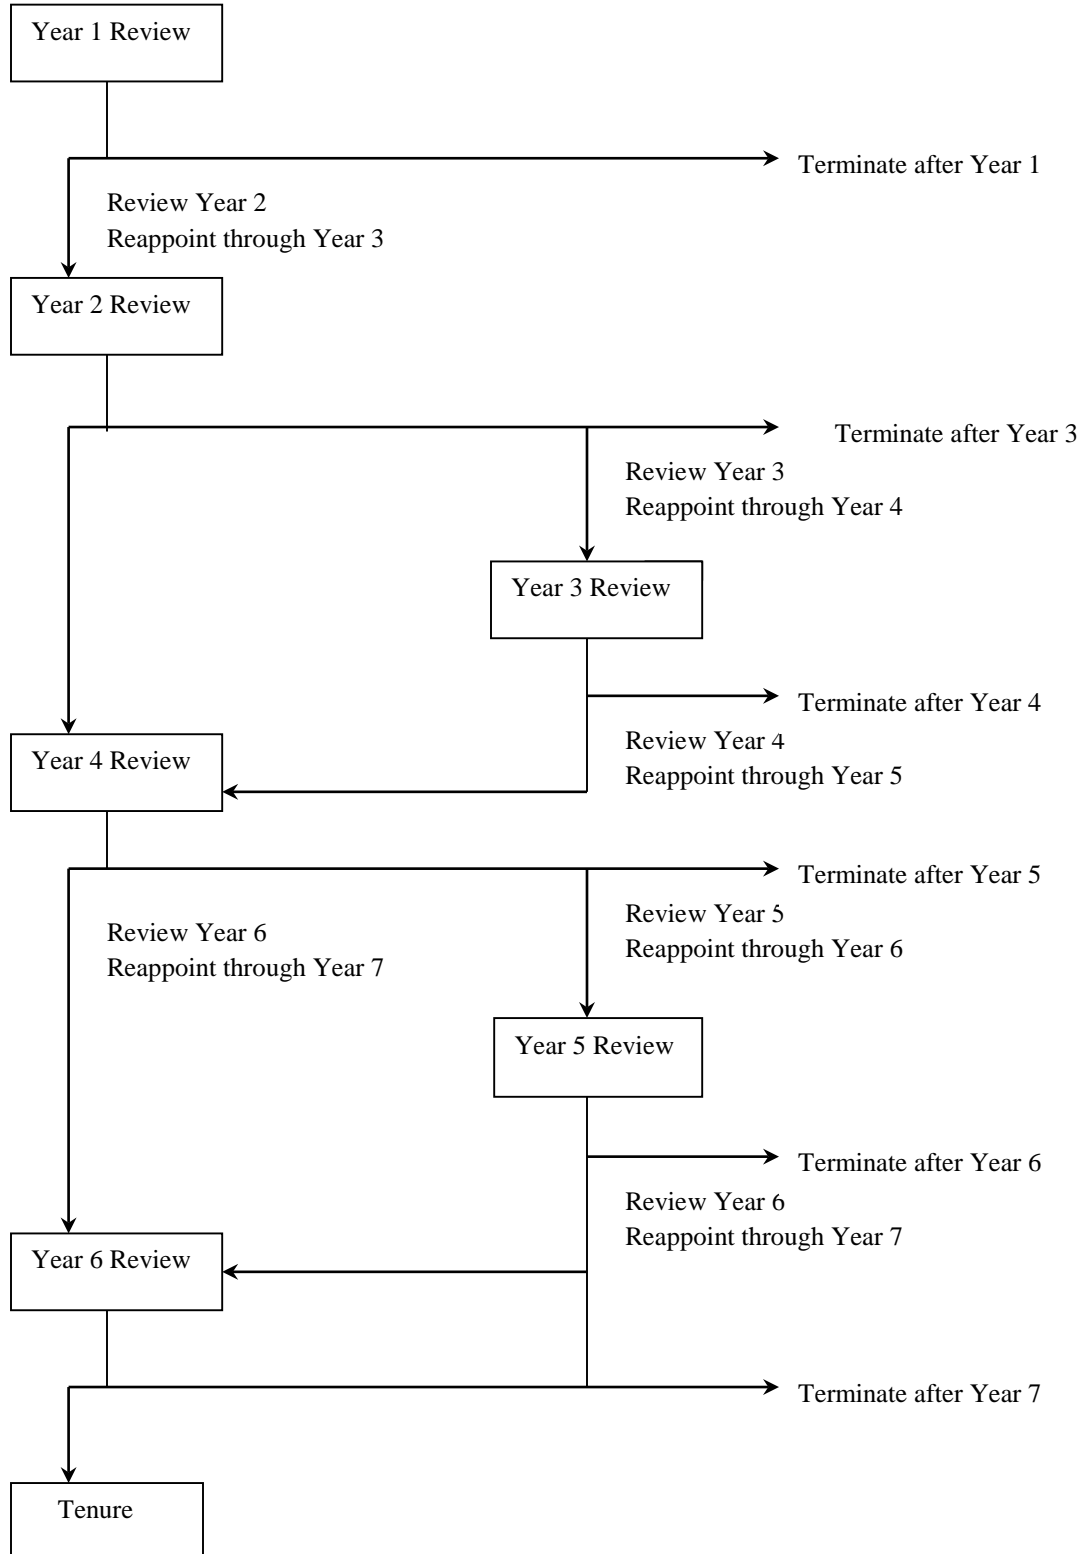 Year 1 Review
Terminate after Year 1
Review Year 2
Reappoint through Year 3
Year 2 Review
Terminate after Year 3
Review Year 3
Reappoint through Year 4
Year 3 Review
Terminate after Year 4
Review Year 4
Reappoint through Year 5
Year 4 Review
Terminate after Year 5
Review Year 5
Reappoint through Year 6
Review Year 6
Reappoint through Year 7
Year 5 Review
Terminate after Year 6
Review Year 6
Reappoint through Year 7
Year 6 Review
Terminate after Year 7
Tenure